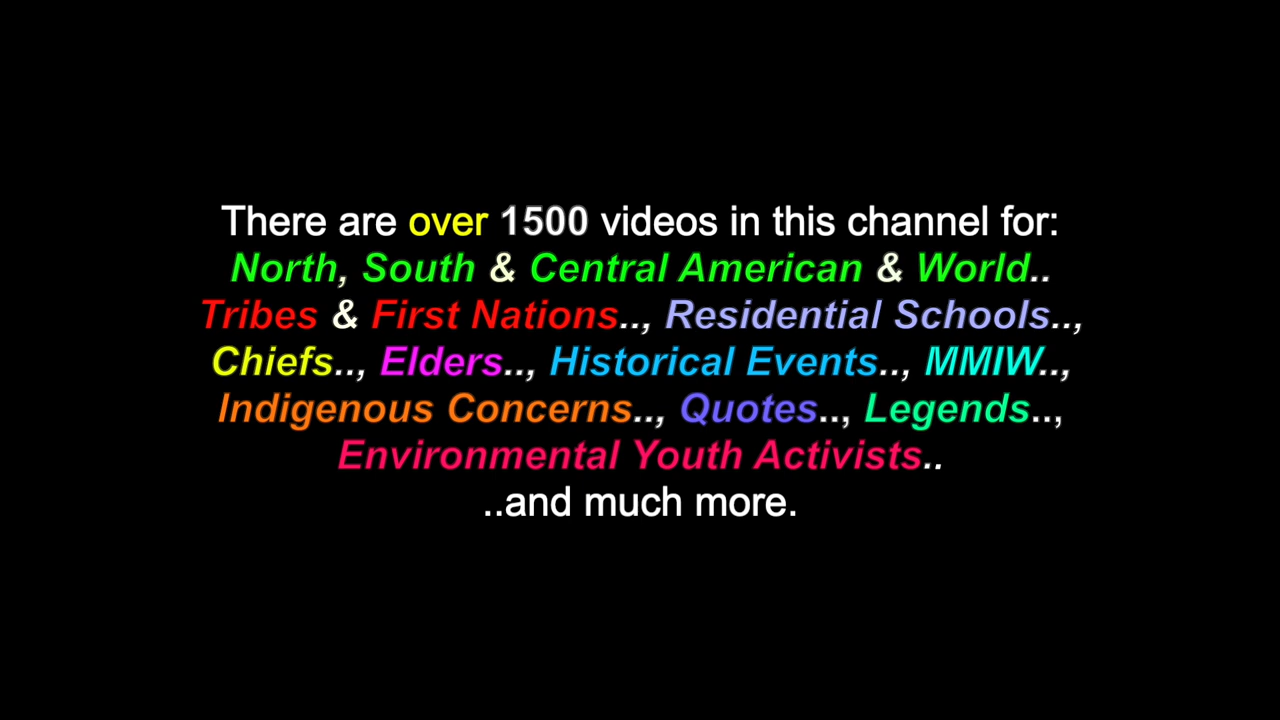 There are over 1500 videos in this channel for:
North, South & Central American & World..
Tribes & First Nations.., Residential Schools..,
Chiefs.., Elders.., Historical Events.., MMIW..,
Indigenous Concerns.., Quotes.., Legends..,
Environmental Youth Activists..
..and much more.